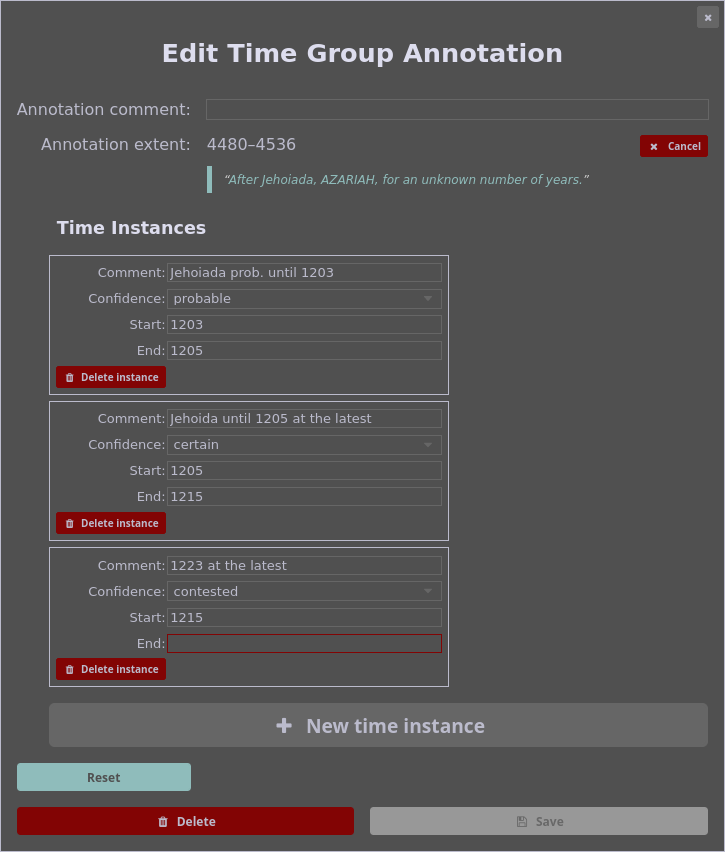 Edit Time Group Annotation
Annotation comment:
Annotation extent: 4480–4536
Cancel
“After Jehoiada, AZARIAH, for an unknown number of years.”
Time Instances
Comment: Jehoiada prob. until 1203
Confidence: probable
Start: 1203
End: 1205
Delete instance
Comment: Jehoida until 1205 at the latest
Confidence: certain
Start: 1205
End: 1215
Delete instance
Comment: 1223 at the latest
Confidence: contested
Start: 1215
End:
Delete instance
New time instance
Reset
Delete
Save